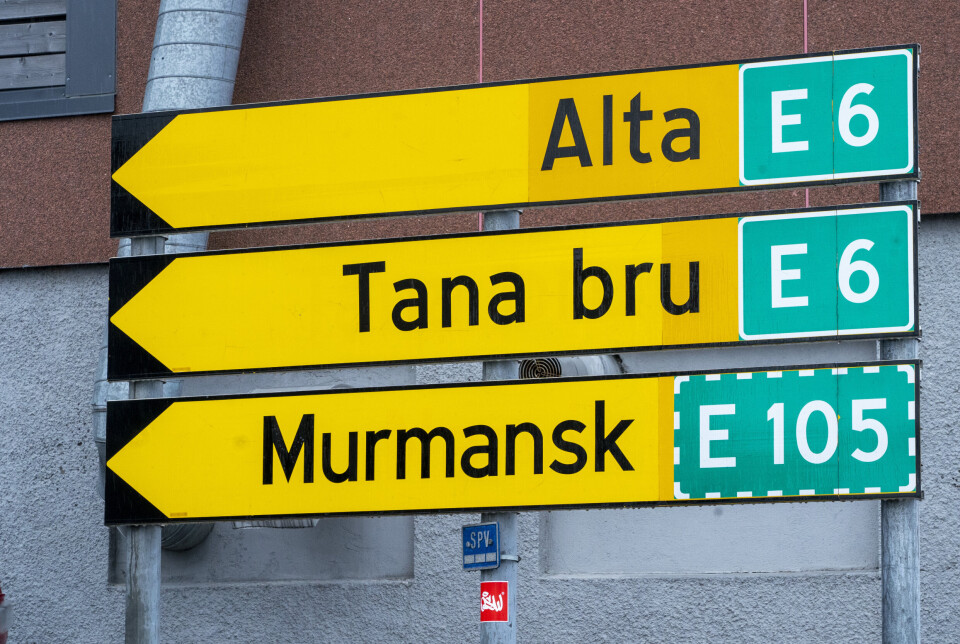 Alta E 6
Tana bru E 6
Murmansk E 105
SPV